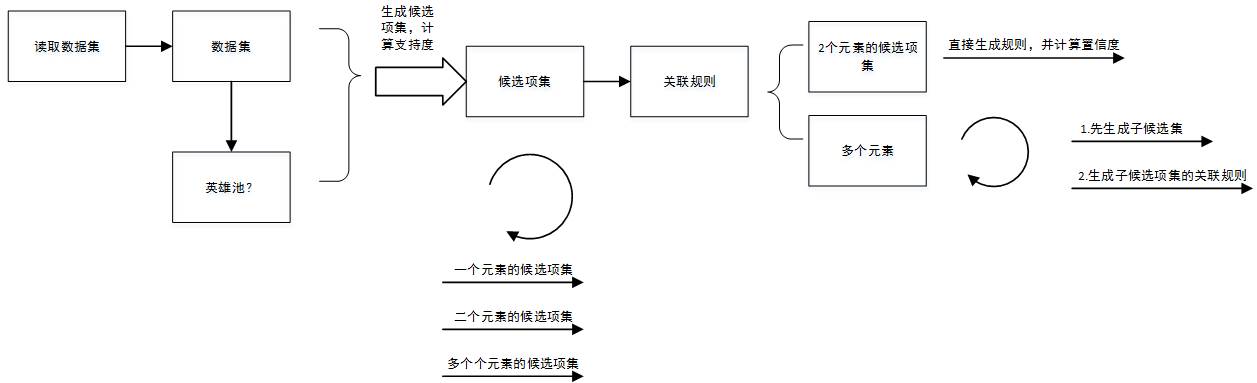 读取数据集
数据集
英雄池？
生成候选
项集，计
算支持度
候选项集
关联规则
2个元素的候选项
集
直接生成规则，并计算置信度
多个元素
1.先生成子候选集
2.生成子候选项集的关联规则
一个元素的候选项集
二个元素的候选项集
多个个元素的候选项集